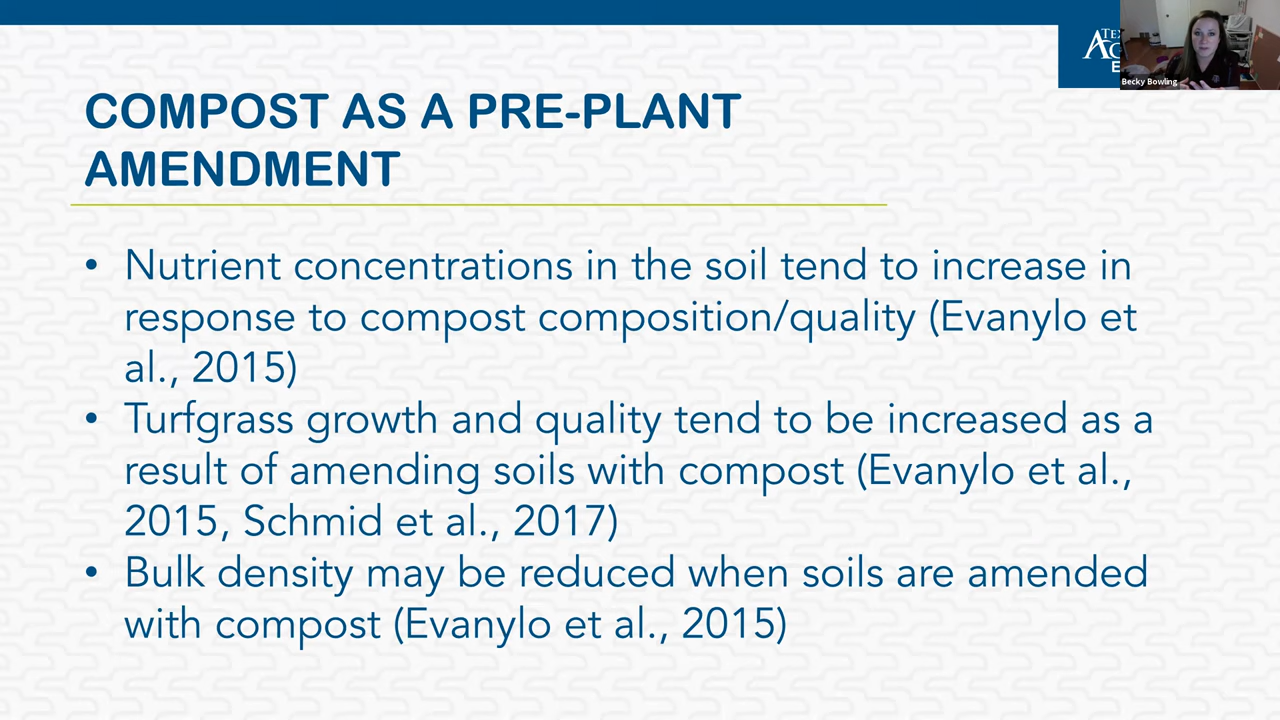 COMPOST AS A PRE-PLANT
AMENDMENT
Becky Bowling
• Nutrient concentrations in the soil tend to increase in
response to compost composition/quality (Evanylo et
al., 2015)
• Turfgrass growth and quality tend to be increased as a
result of amending soils with compost (Evanylo et al.,
2015, Schmid et al., 2017)
• Bulk density may be reduced when soils are amended
with compost (Evanylo et al., 2015)